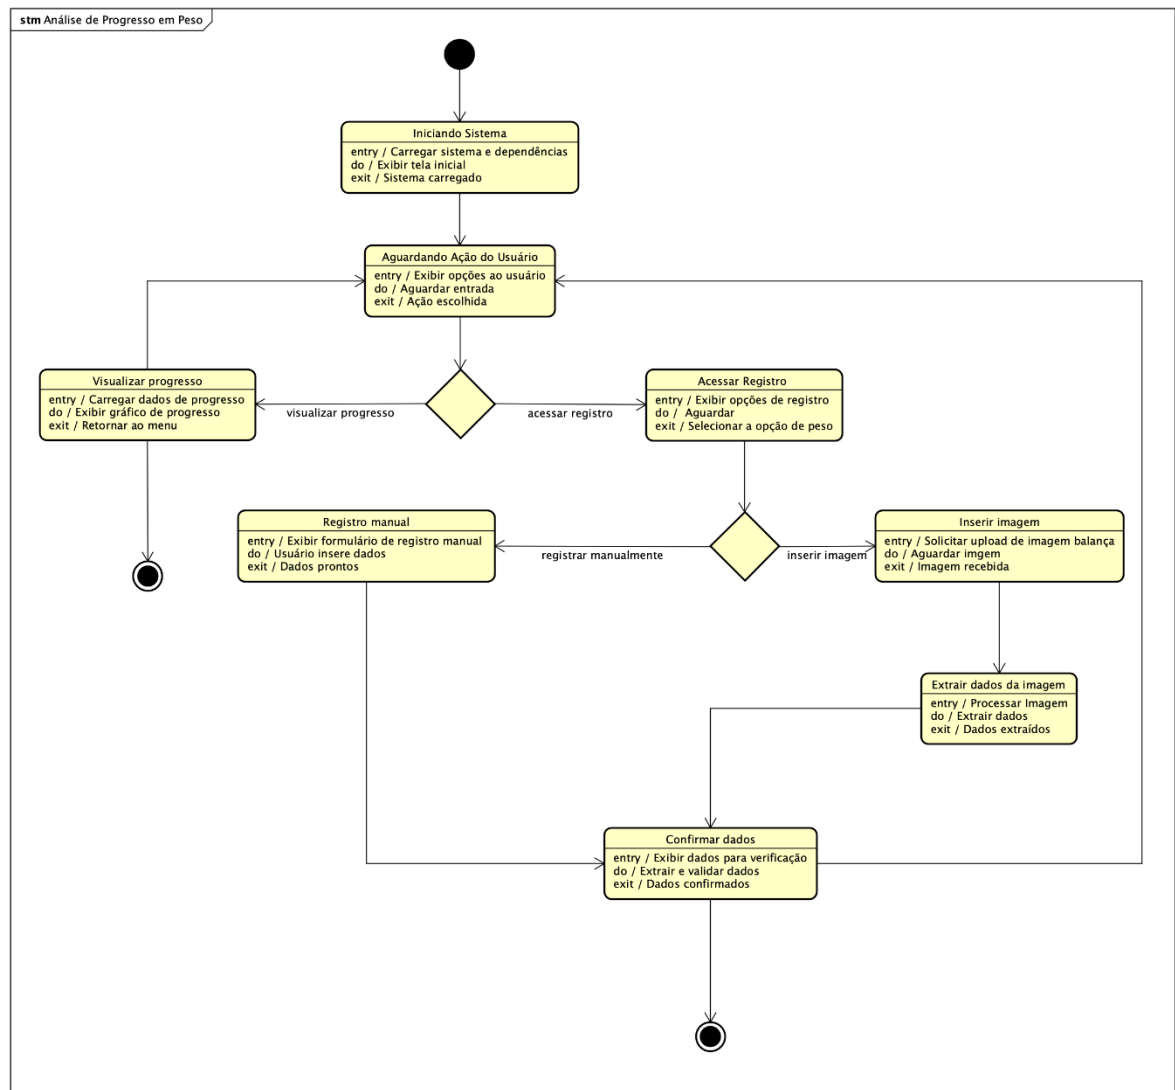 stm Análise de Progresso em Peso
Iniciando Sistema
entry / Carregar sistema e dependências
do / Exibir tela inicial
exit / Sistema carregado
Aguardando Ação do Usuário
entry / Exibir opções ao usuário
do / Aguardar entrada
exit / Ação escolhida
Visualizar progresso
entry / Carregar dados de progresso
do / Exibir gráfico de progresso
exit / Retornar ao menu
visualizar progresso
acessar registro
Acessar Registro
entry / Exibir opções de registro
do / Aguardar
exit / Selecionar a opção de peso
Registro manual
entry / Exibir formulário de registro manual
do / Usuário insere dados
exit / Dados prontos
registrar manualmente
inserir imagem
Inserir imagem
entry / Solicitar upload de imagem balança
do / Aguardar imgem
exit / Imagem recebida
Extrair dados da imagem
entry / Processar Imagem
do / Extrair dados
exit / Dados extraídos
Confirmar dados
entry / Exibir dados para verificação
do / Extrair e validar dados
exit / Dados confirmados